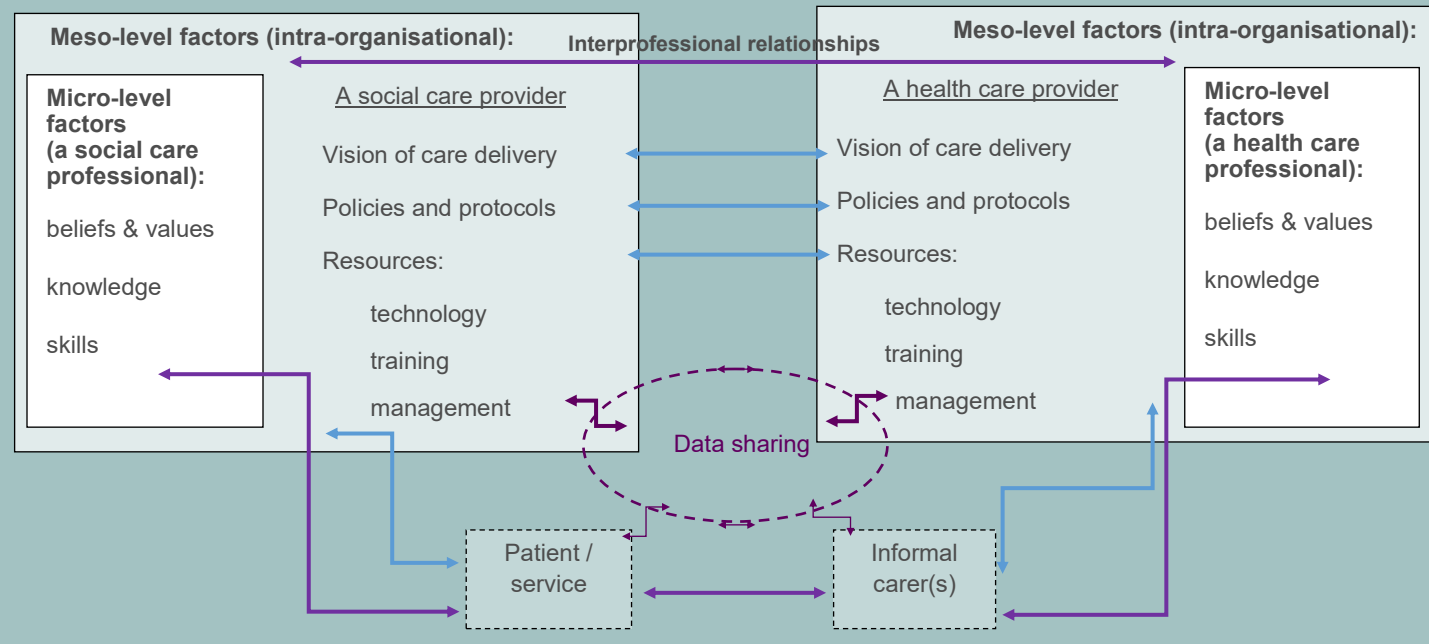 Meso-level factors (intra-organisational):
Interprofessional relationships
Meso-level factors (intra-organisational):
Micro-level
factors
(a social care
professional):
beliefs & values
knowledge
skills
A social care provider
Vision of care delivery
Policies and protocols
Resources:
technology
training
management
A health care provider
Vision of care delivery
Policies and protocols
Resources:
technology
training
management
Micro-level
factors
(a health care
professional):
beliefs & values
knowledge
skills
Data sharing
Patient /
service
Informal
carer(s)